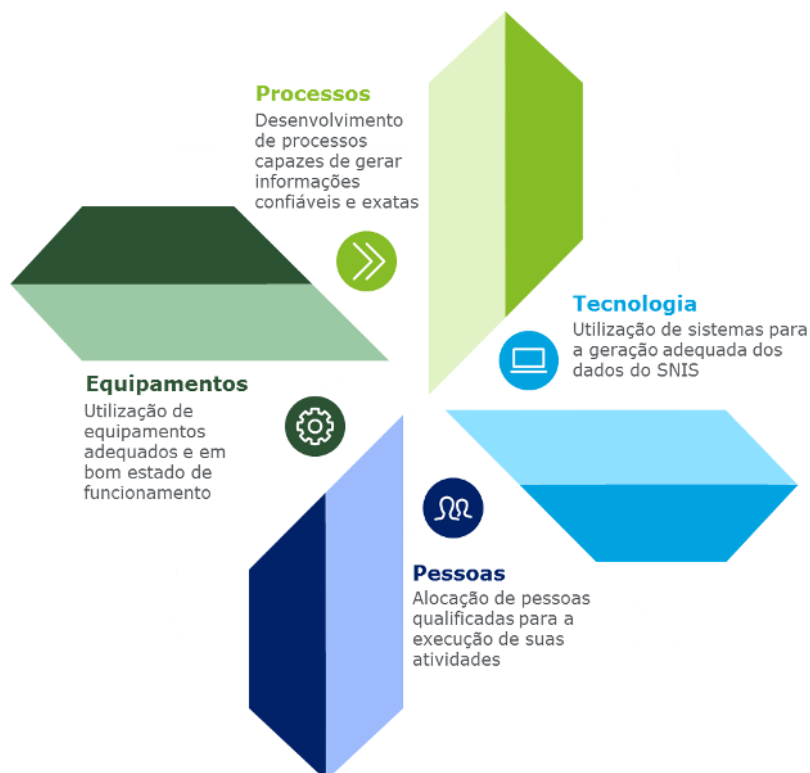 Processos
Desenvolvimento
de processos
capazes de gerar
informações
confiáveis e exatas
Tecnologia
Utilização de sistemas para
a geração adequada dos
dados do SNIS
Equipamentos
Utilização de
equipamentos
adequados e em
bom estado de
funcionamento
Pessoas
Alocação de pessoas
qualificadas para a
execução de suas
atividades